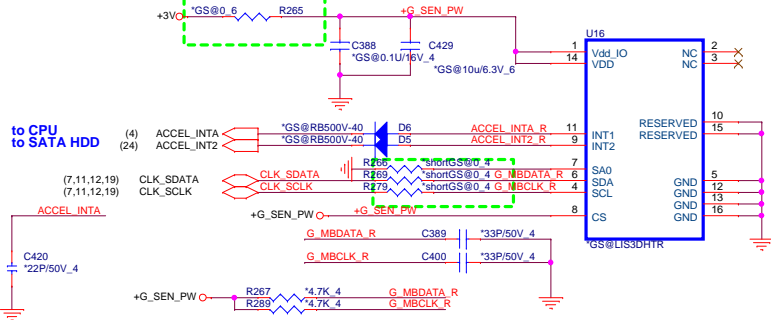 *GS@0_6 R265
+3V +G_SEN_PW
C388 C429
*GS@0.1U/16V_4
*GS@10u/6.3V_6
U16
1 Vdd_IO NC 2
14 VDD NC 3
RESERVED 10
RESERVED 15
to CPU (4) ACCEL_INTA *GS@RB500V-40 D6 ACCEL_INTA_R 11 INT1
to SATA HDD (24) ACCEL_INT2 *GS@RB500V-40 D5 ACCEL_INT2_R 9 INT2
R266 *shortGS@0_4 7 SA0
(7,11,12,19) CLK_SDATA CLK_SDATA R269 *shortGS@0_4 G_MBDATA_R 6 SDA GND 5
(7,11,12,19) CLK_SCLK CLK_SCLK R279 *shortGS@0_4 G_MBCLK_R 4 SCL GND 12
GND 13
+G_SEN_PW +G_SEN_PW 8 CS GND 16
*GS@LIS3DHTR
ACCEL_INTA
C420
*22P/50V_4
G_MBDATA_R C389 *33P/50V_4
G_MBCLK_R C400 *33P/50V_4
+G_SEN_PW R267 *4.7K_4 G_MBDATA_R
R289 *4.7K_4 G_MBCLK_R